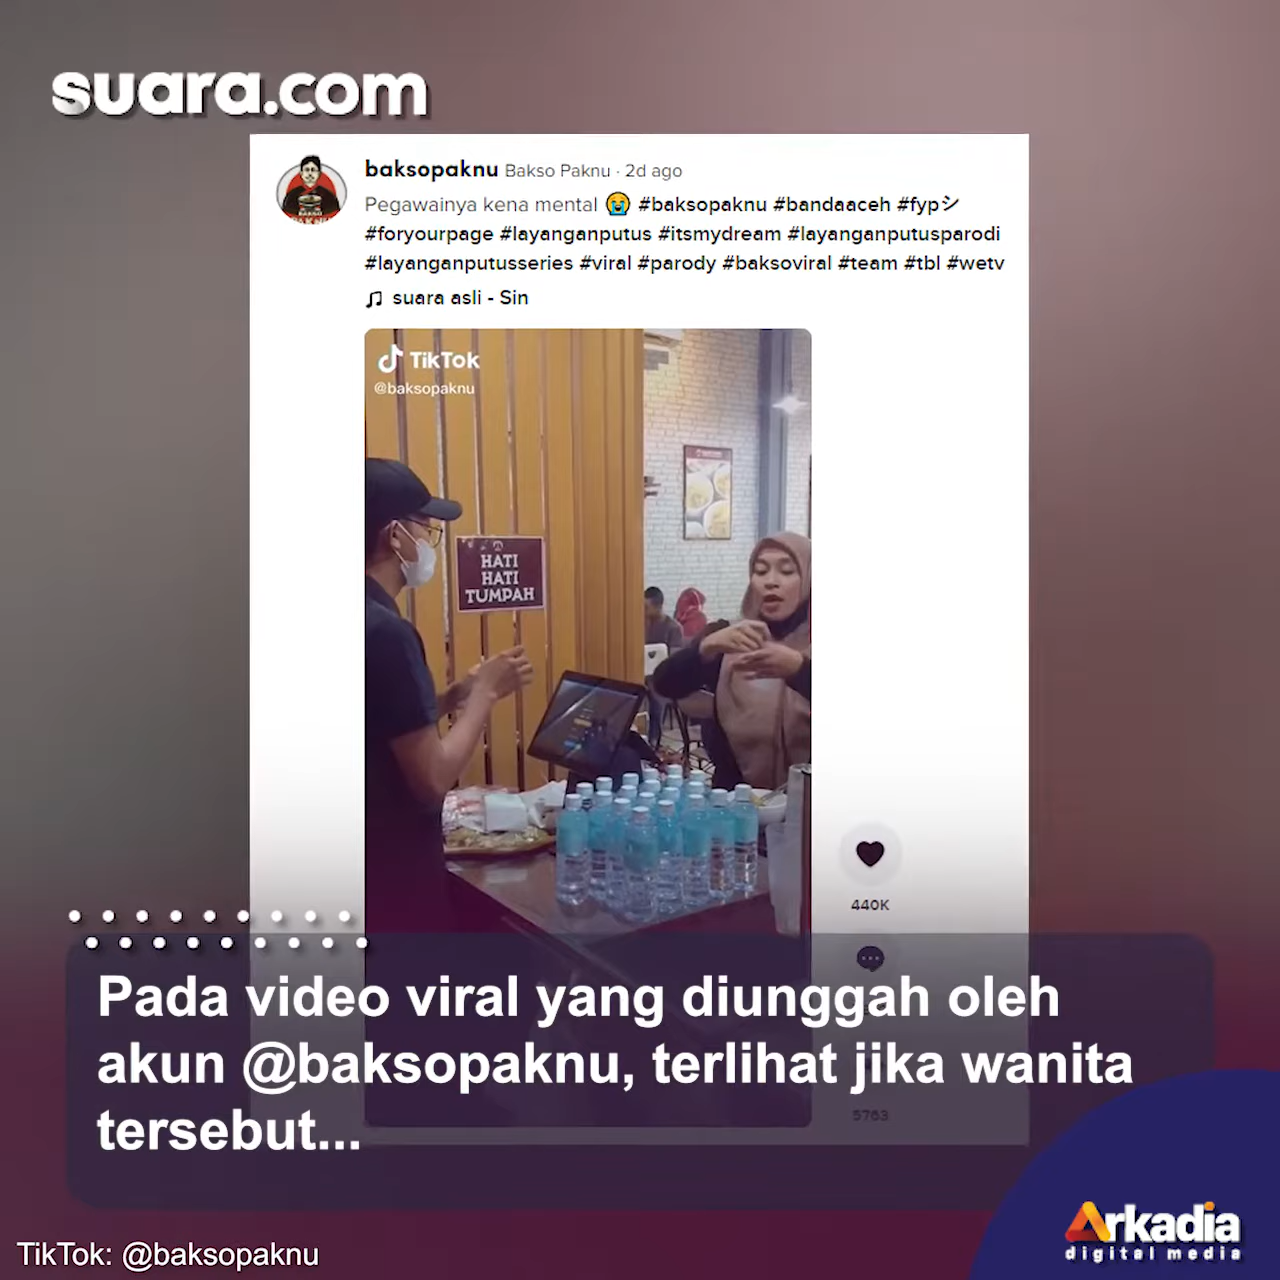 suara.com
baksopaknu Bakso Paknu · 2d ago
Pegawainya kena mental 😭 #baksopaknu #bandaaceh #fypシ
#foryourpage #layanganputus #itsmydream #layanganputusparodi
#layanganputusseries #viral #parody #baksoviral #team #tbl #wetv
♫ suara asli - Sin
TikTok
@baksopaknu
HATI
HATI
TUMPAH
440K
Pada video viral yang diunggah oleh
akun @baksopaknu, terlihat jika wanita
tersebut...
5763
Arkadia
digital media
TikTok: @baksopaknu